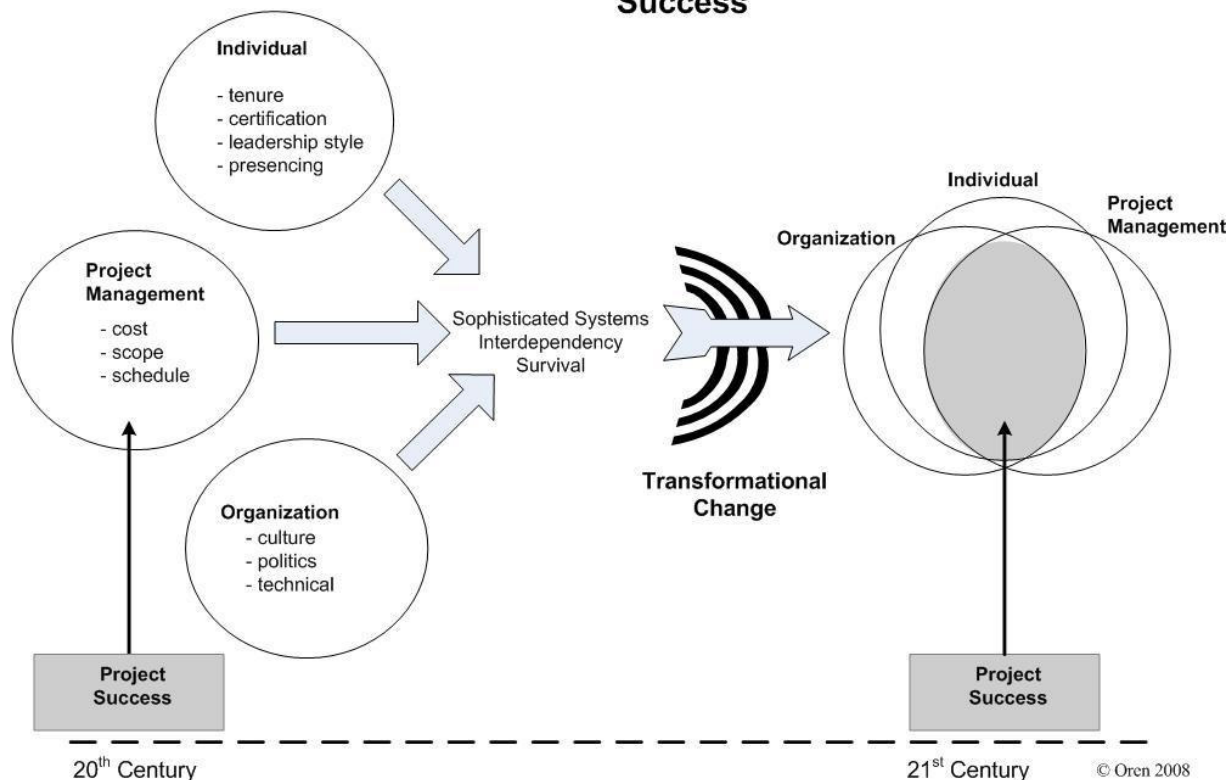 Success
Individual
- tenure
- certification
- leadership style
- presencing
Project
Management
- cost
- scope
- schedule
Organization
- culture
- politics
- technical
Sophisticated Systems
Interdependency
Survival
Transformational
Change
Individual
Project
Management
Organization
Project
Success
Project
Success
20th Century
21st Century
© Oren 2008